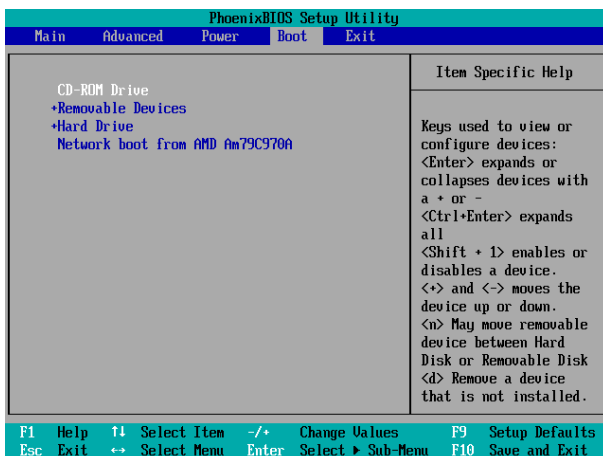 PhoenixBIOS Setup Utility
Main Advanced Power Boot Exit
Item Specific Help
CD-ROM Drive
+Removable Devices
+Hard Drive
Network boot from AMD Am79C970A
Keys used to view or
configure devices:
<Enter> expands or
collapses devices with
a + or -
<Ctrl+Enter> expands
all
<Shift + 1> enables or
disables a device.
<+> and <-> moves the
device up or down.
<n> May move removable
device between Hard
Disk or Removable Disk
<d> Remove a device
that is not installed.
F1 Help ↑↓ Select Item -/+ Change Values F9 Setup Defaults
Esc Exit ↔ Select Menu Enter Select ▶ Sub-Menu F10 Save and Exit